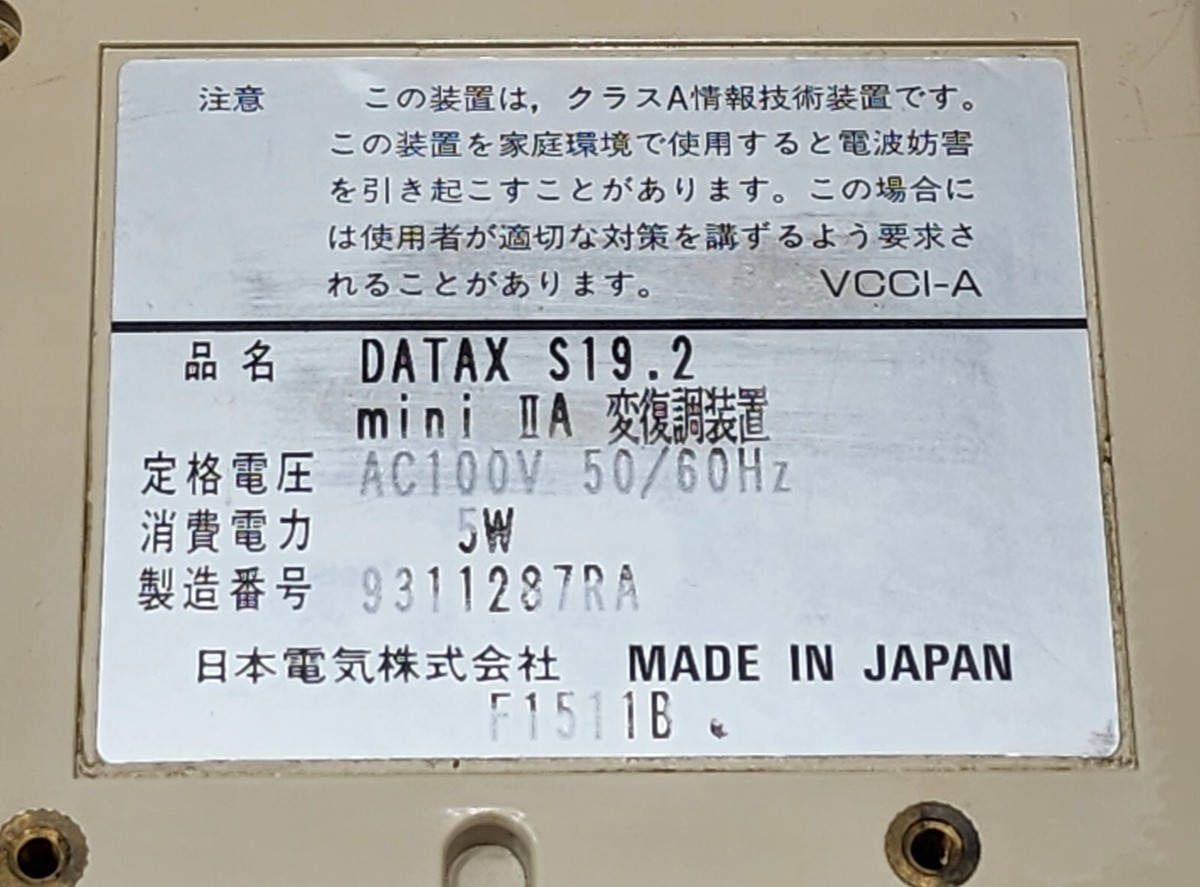 注意 この装置は，クラスA情報技術装置です。
この装置を家庭環境で使用すると電波妨害
を引き起こすことがあります。この場合に
は使用者が適切な対策を講ずるよう要求さ
れることがあります。 VCCI-A
品名 DATAX S19.2
mini ⅡA 変復調装置
定格電圧 AC100V 50/60Hz
消費電力 5W
製造番号 9311287RA
日本電気株式会社 MADE IN JAPAN
F1511B